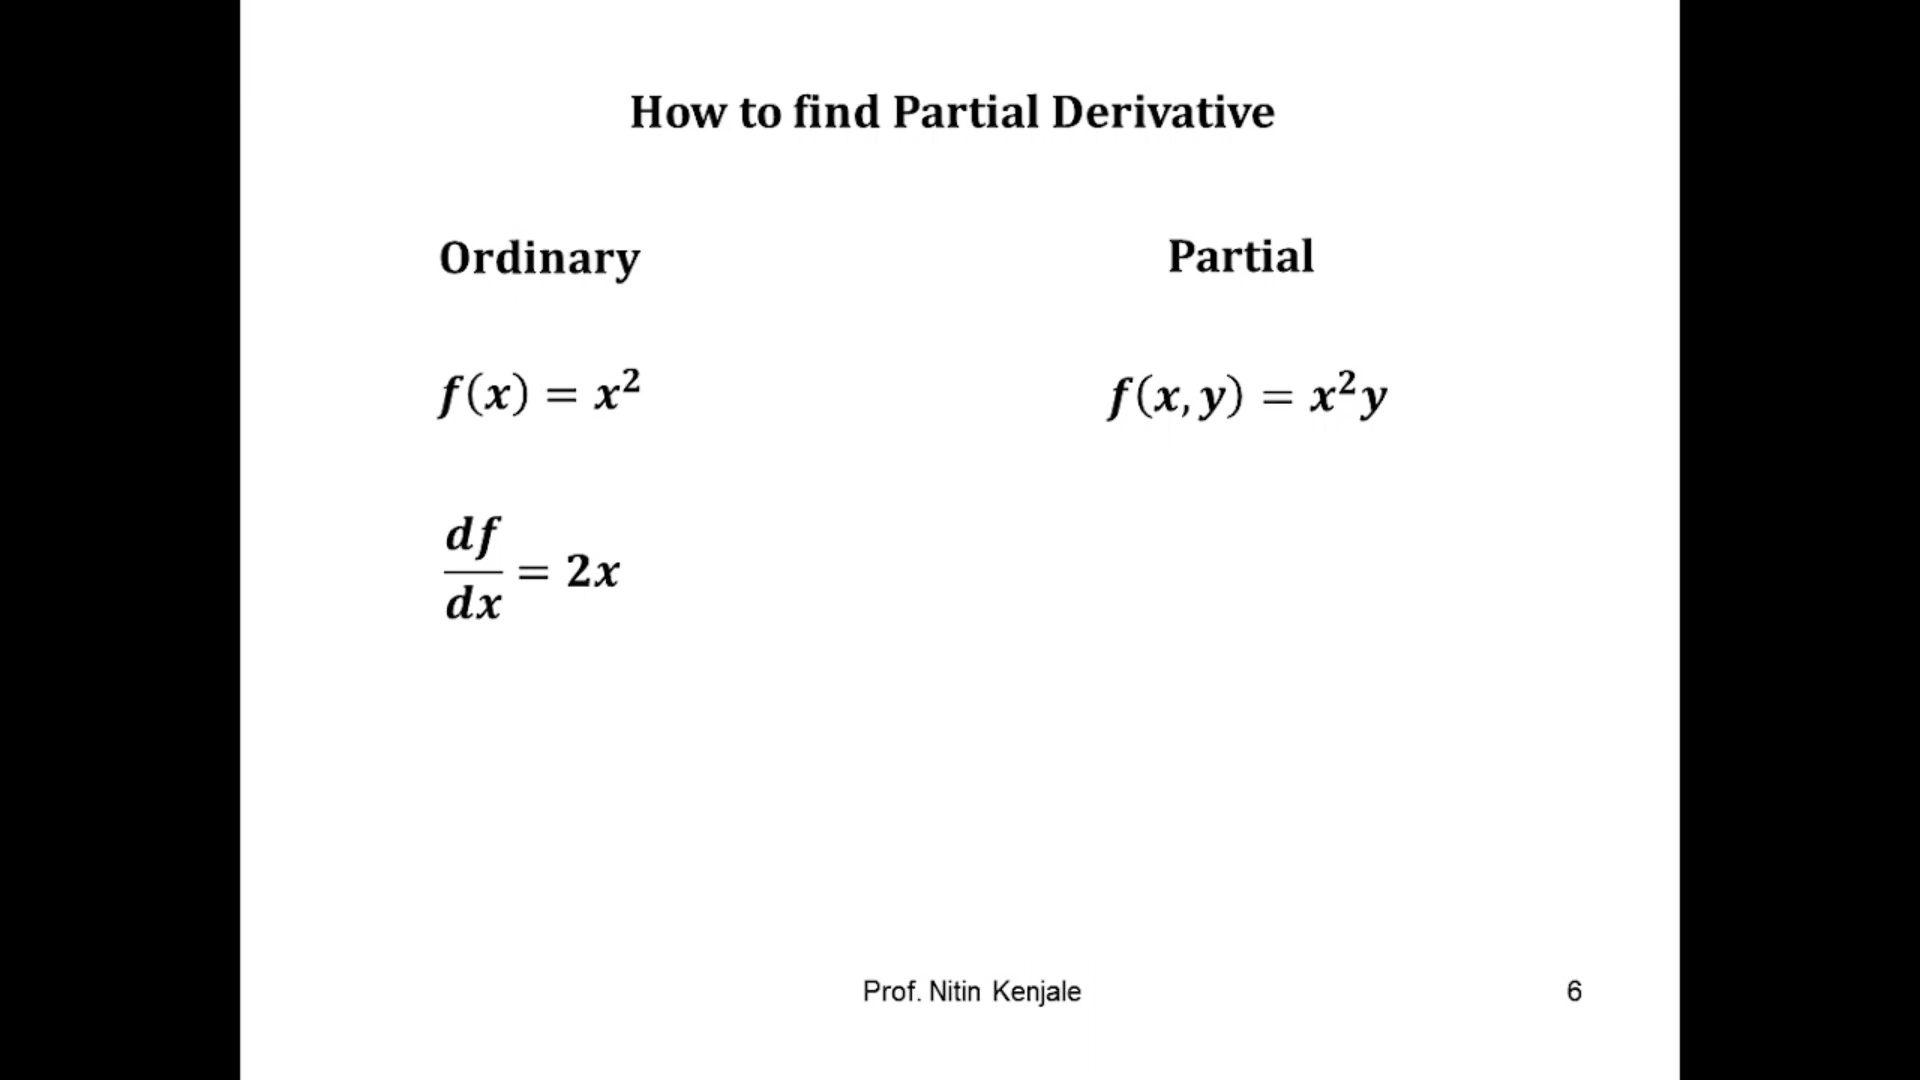 How to find Partial Derivative
Ordinary Partial
f(x) = x² f(x, y) = x²y
df/dx = 2x
Prof. Nitin Kenjale 6